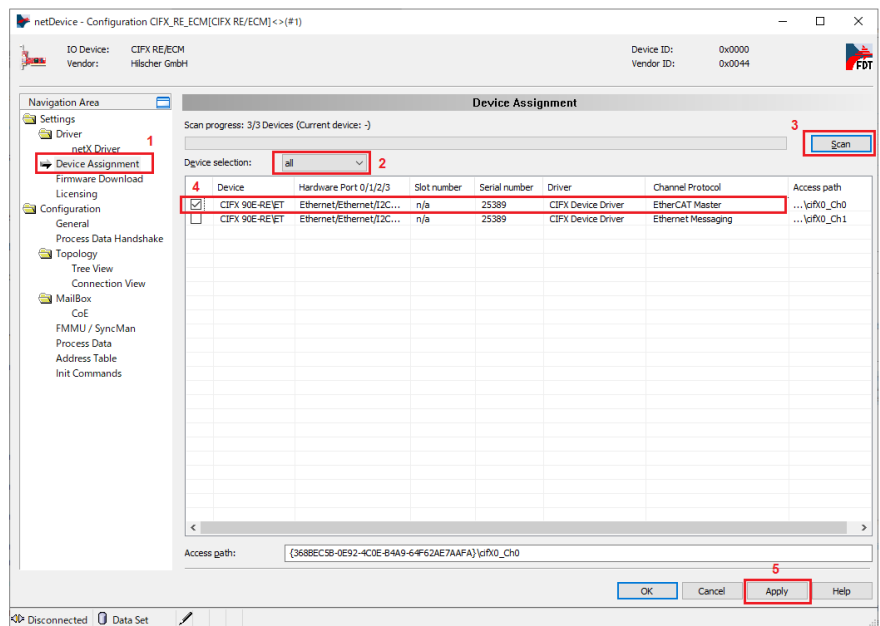 netDevice - Configuration CIFX_RE_ECM[CIFX RE/ECM]<>(#1)
IO Device: CIFX RE/ECM Device ID: 0x0000
Vendor: Hilscher GmbH Vendor ID: 0x0044
FDT
Navigation Area
Device Assignment
Settings
Driver
netX Driver
1
Device Assignment
Firmware Download
Licensing
Configuration
General
Process Data Handshake
Topology
Tree View
Connection View
MailBox
CoE
FMMU / SyncMan
Process Data
Address Table
Init Commands
Scan progress: 3/3 Devices (Current device: -)
3
Scan
Device selection: all 2
4 Device Hardware Port 0/1/2/3 Slot number Serial number Driver Channel Protocol Access path
CIFX 90E-RE\ET Ethernet/Ethernet/I2C... n/a 25389 CIFX Device Driver EtherCAT Master ...\cifX0_Ch0
CIFX 90E-RE\ET Ethernet/Ethernet/I2C... n/a 25389 CIFX Device Driver Ethernet Messaging ...\cifX0_Ch1
Access path: {368BEC5B-0E92-4C0E-B4A9-64F62AE7AAFA}\cifX0_Ch0
5
OK Cancel Apply Help
Disconnected Data Set